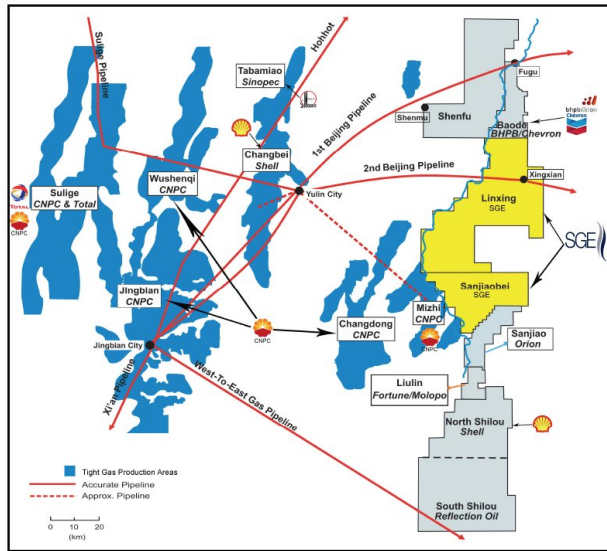 Sulige Pipeline
Hohhot
Tabamiao
Sinopec
1st Beijing Pipeline
Fugu
Shenmu
Shenfu
bhpbilliton
Chevron
Baode
BHPB/Chevron
Changbei
Shell
Wushenqi
CNPC
2nd Beijing Pipeline
Xingxian
TOTAL
CNPC
Sulige
CNPC & Total
Yulin City
Linxing
SGE
SGE
Sanjiaobei
SGE
JIngbian
CNPC
Mizhi
CNPC
CNPC
CNPC
Changdong
CNPC
Sanjiao
Orion
Jingbian City
Xi'an Pipeline
West-To-East Gas Pipeline
Liulin
Fortune/Molopo
North Shilou
Shell
South Shilou
Reflection Oil
Tight Gas Production Areas
Accurate Pipeline
Approx. Pipeline
0 10 20
(km)